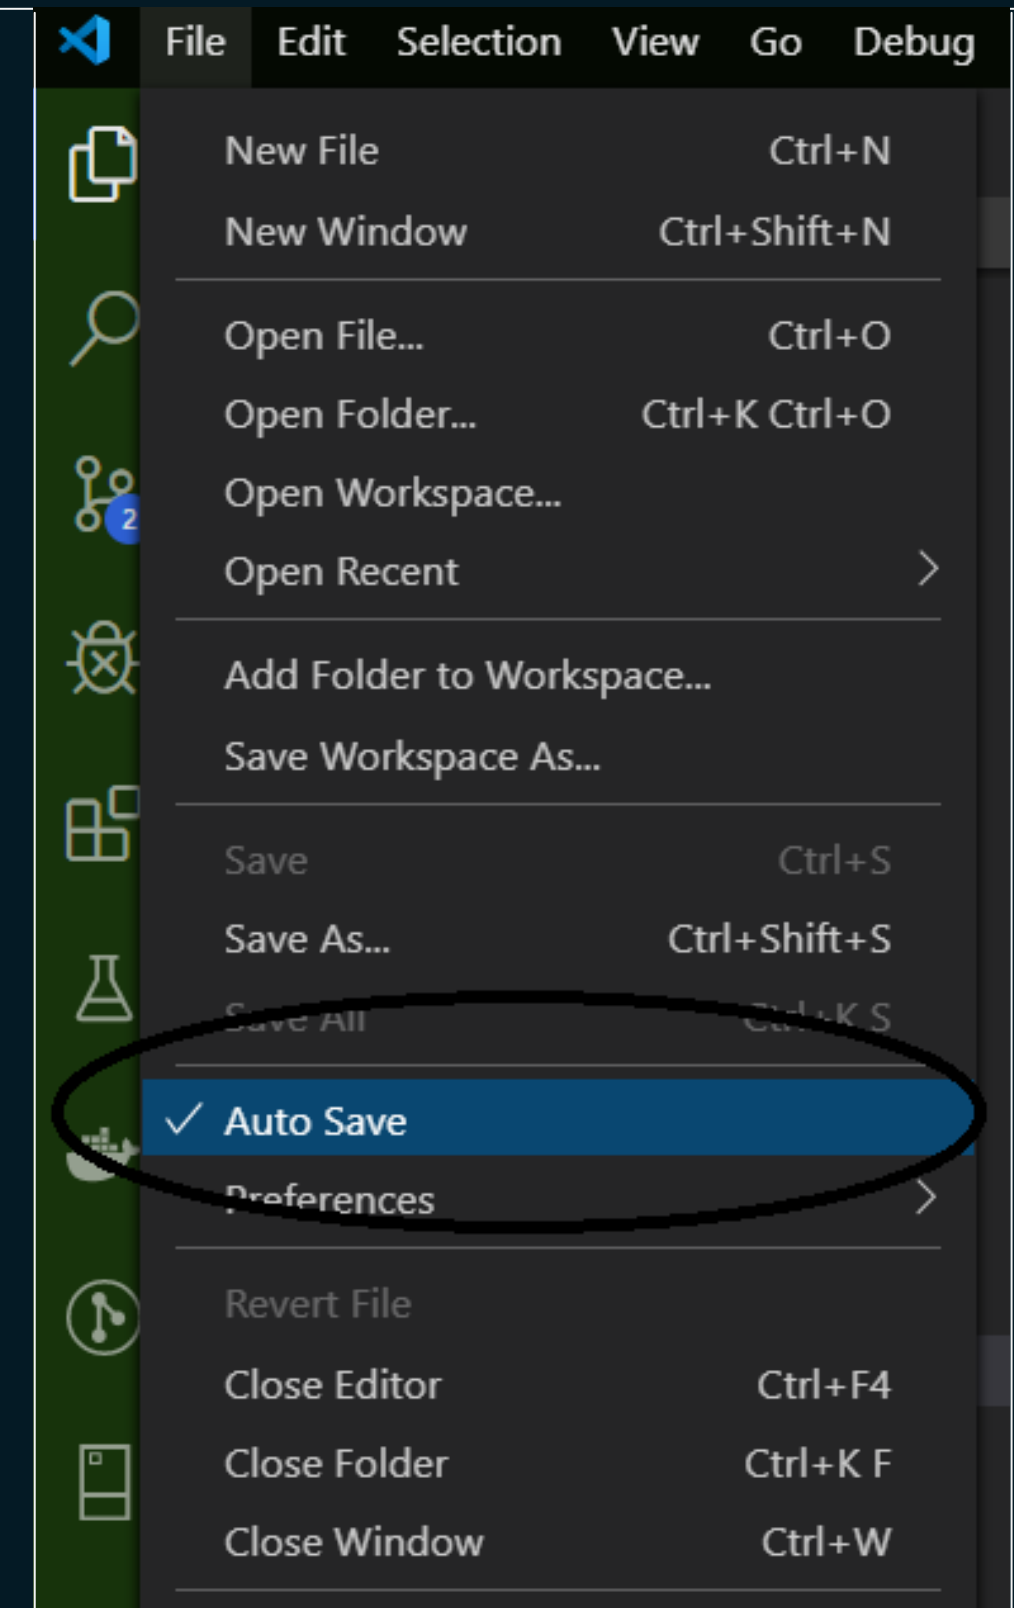 File Edit Selection View Go Debug
New File Ctrl+N
New Window Ctrl+Shift+N
Open File... Ctrl+O
Open Folder... Ctrl+K Ctrl+O
Open Workspace...
Open Recent
Add Folder to Workspace...
Save Workspace As...
2
Save Ctrl+S
Save As... Ctrl+Shift+S
Save All Ctrl+K S
Auto Save
Preferences
Revert File
Close Editor Ctrl+F4
Close Folder Ctrl+K F
Close Window Ctrl+W